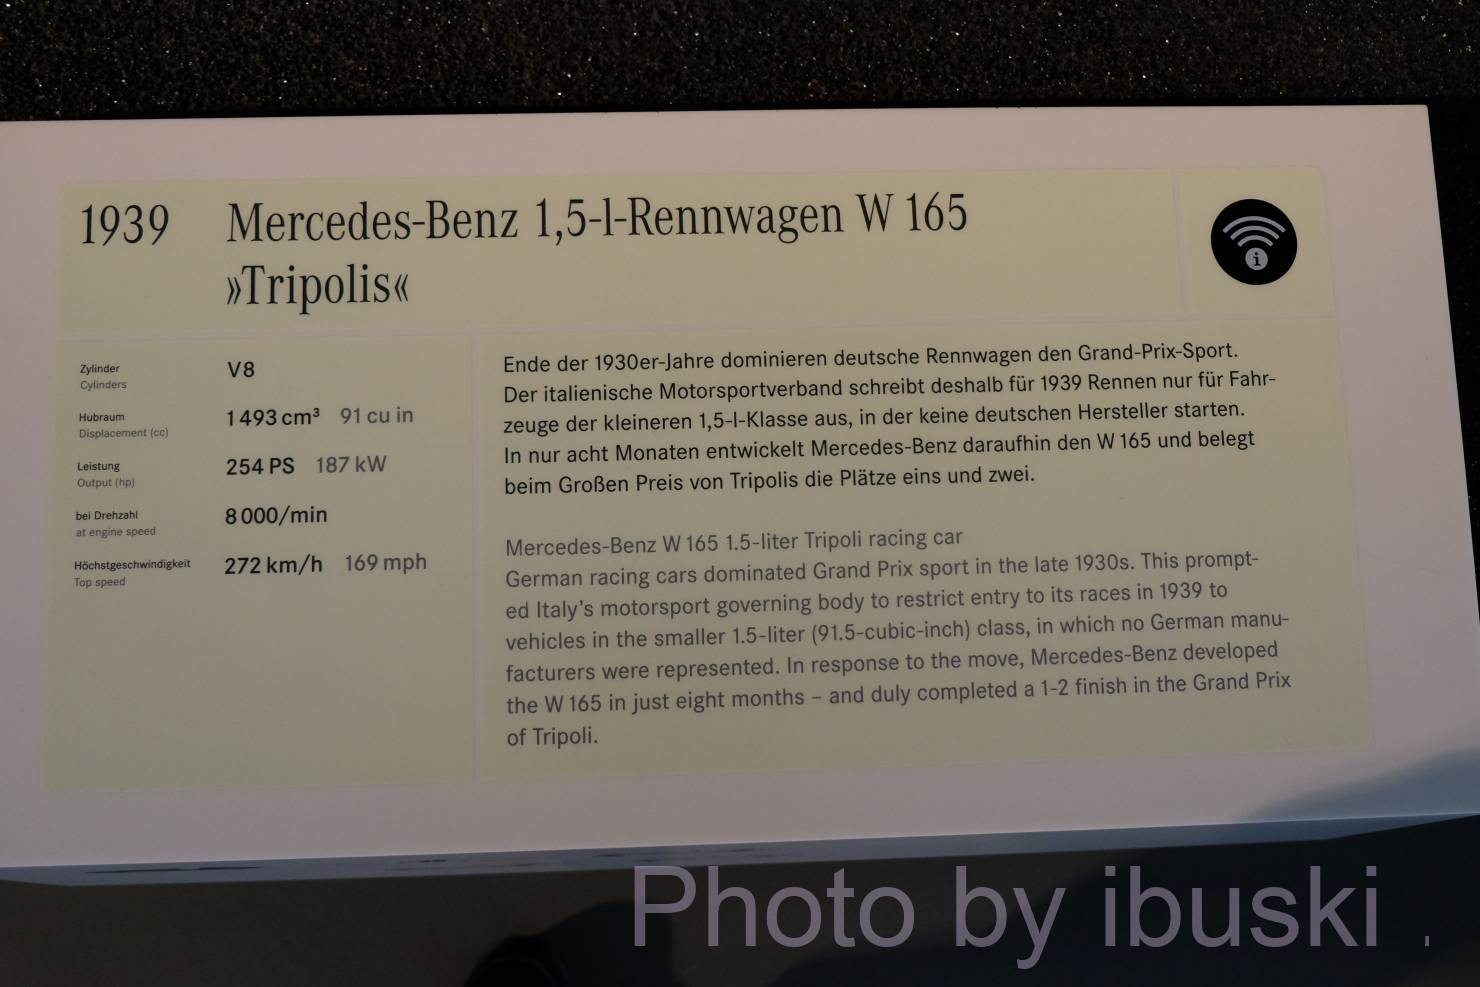 1939 Mercedes-Benz 1,5-l-Rennwagen W 165
»Tripolis«
i
Zylinder
Cylinders
V8
Hubraum
Displacement (cc)
1 493 cm³ 91 cu in
Leistung
Output (hp)
254 PS 187 kW
bei Drehzahl
at engine speed
8 000/min
Höchstgeschwindigkeit
Top speed
272 km/h 169 mph
Ende der 1930er-Jahre dominieren deutsche Rennwagen den Grand-Prix-Sport.
Der italienische Motorsportverband schreibt deshalb für 1939 Rennen nur für Fahr-
zeuge der kleineren 1,5-l-Klasse aus, in der keine deutschen Hersteller starten.
In nur acht Monaten entwickelt Mercedes-Benz daraufhin den W 165 und belegt
beim Großen Preis von Tripolis die Plätze eins und zwei.
Mercedes-Benz W 165 1.5-liter Tripoli racing car
German racing cars dominated Grand Prix sport in the late 1930s. This prompt-
ed Italy's motorsport governing body to restrict entry to its races in 1939 to
vehicles in the smaller 1.5-liter (91.5-cubic-inch) class, in which no German manu-
facturers were represented. In response to the move, Mercedes-Benz developed
the W 165 in just eight months – and duly completed a 1-2 finish in the Grand Prix
of Tripoli.
Photo by ibuski .